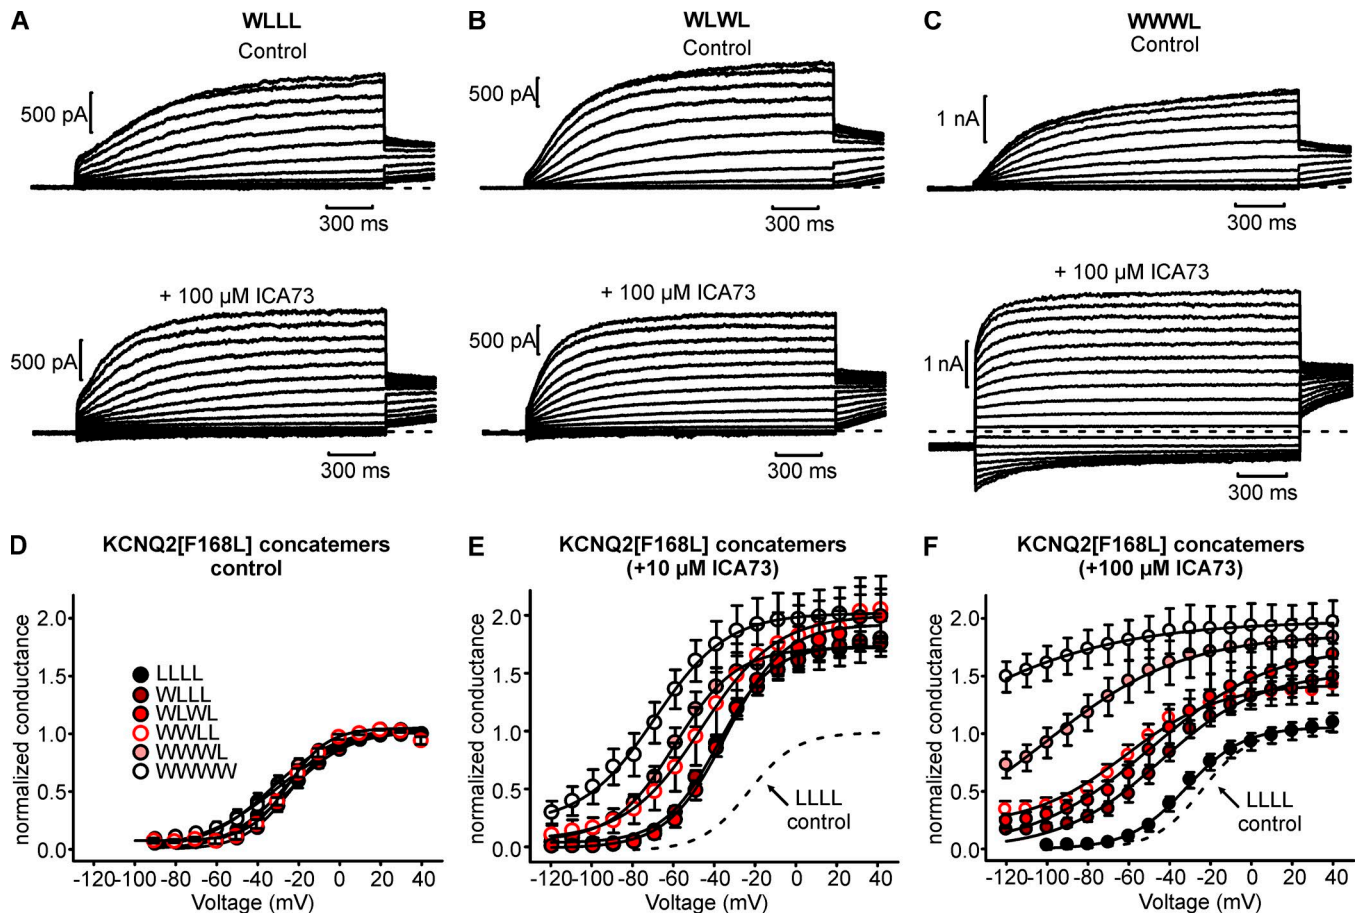 A
WLLL
Control
500 pA
300 ms
+ 100 µM ICA73
500 pA
300 ms
B
WLWL
Control
500 pA
300 ms
+ 100 µM ICA73
500 pA
300 ms
C
WWWL
Control
1 nA
300 ms
+ 100 µM ICA73
1 nA
300 ms
D
KCNQ2[F168L] concatemers
control
normalized conductance
2.0
1.5
1.0
0.5
0.0
LLLL
WLLL
WLWL
WWLL
WWWL
WWWWW
-120 -100 -80 -60 -40 -20 0 20 40
Voltage (mV)
E
KCNQ2[F168L] concatemers
(+10 µM ICA73)
normalized conductance
2.0
1.5
1.0
0.5
0.0
LLLL
control
-120 -100 -80 -60 -40 -20 0 20 40
Voltage (mV)
F
KCNQ2[F168L] concatemers
(+100 µM ICA73)
normalized conductance
2.0
1.5
1.0
0.5
0.0
LLLL
control
-120 -100 -80 -60 -40 -20 0 20 40
Voltage (mV)